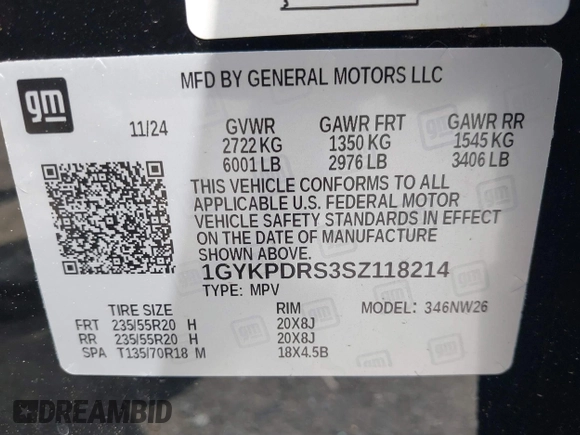 gm
MFD BY GENERAL MOTORS LLC
11/24
GVWR GAWR FRT GAWR RR
2722 KG 1350 KG 1545 KG
6001 LB 2976 LB 3406 LB
THIS VEHICLE CONFORMS TO ALL
APPLICABLE U.S. FEDERAL MOTOR
VEHICLE SAFETY STANDARDS IN EFFECT
ON THE DATE OF MANUFACTURE
SHOWN ABOVE.
1GYKPDRS3SZ118214
TYPE: MPV
MODEL: 346NW26
TIRE SIZE RIM
FRT 235/55R20 H 20X8J
RR 235/55R20 H 20X8J
SPA T135/70R18 M 18X4.5B
DREAMBID